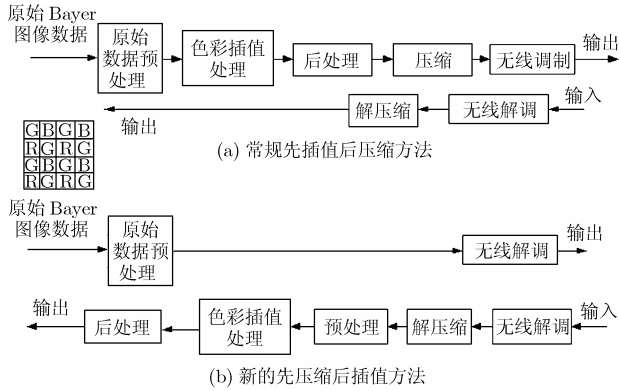 原始 Bayer
图像数据
原始
数据预
处理
色彩插值
处理
后处理
压缩
无线调制
输出
输出
解压缩
无线解调
输入
(a) 常规先插值后压缩方法
GBGB
RGRG
GBGB
RGRG
原始 Bayer
图像数据
原始
数据预
处理
无线解调
输出
输出
后处理
色彩插值
处理
预处理
解压缩
无线解调
输入
(b) 新的先压缩后插值方法